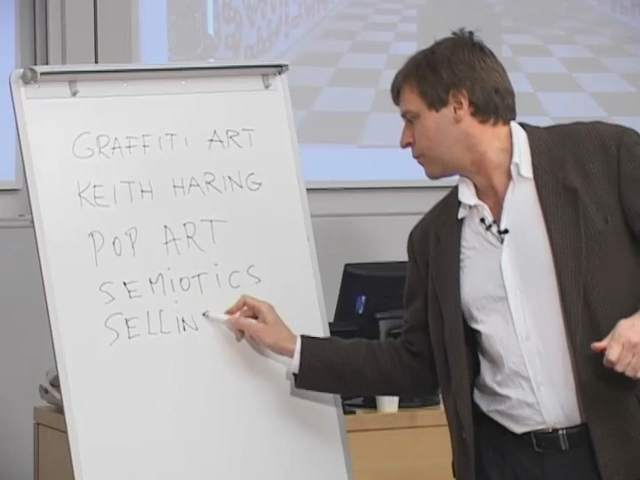 GRAFFITI ART
KEITH HARING
POP ART
SEMIOTICS
SELLIN